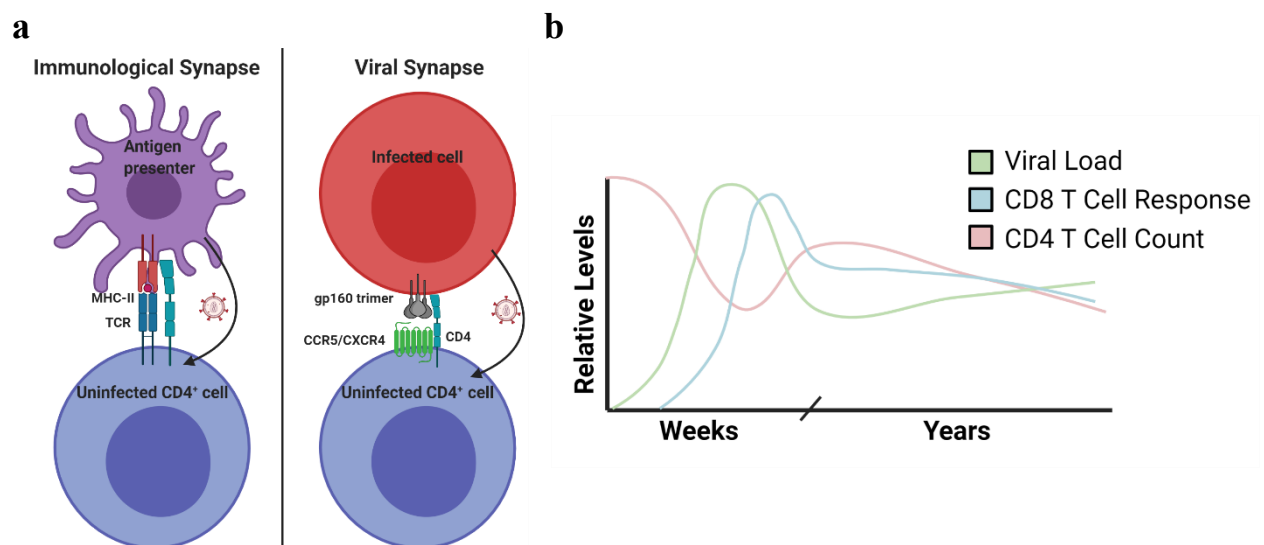 a
Immunological Synapse
Antigen
presenter
MHC-II
TCR
Uninfected CD4⁺ cell
Viral Synapse
Infected cell
gp160 trimer
CCR5/CXCR4
CD4
Uninfected CD4⁺ cell
b
Viral Load
CD8 T Cell Response
CD4 T Cell Count
Relative Levels
Weeks
Years